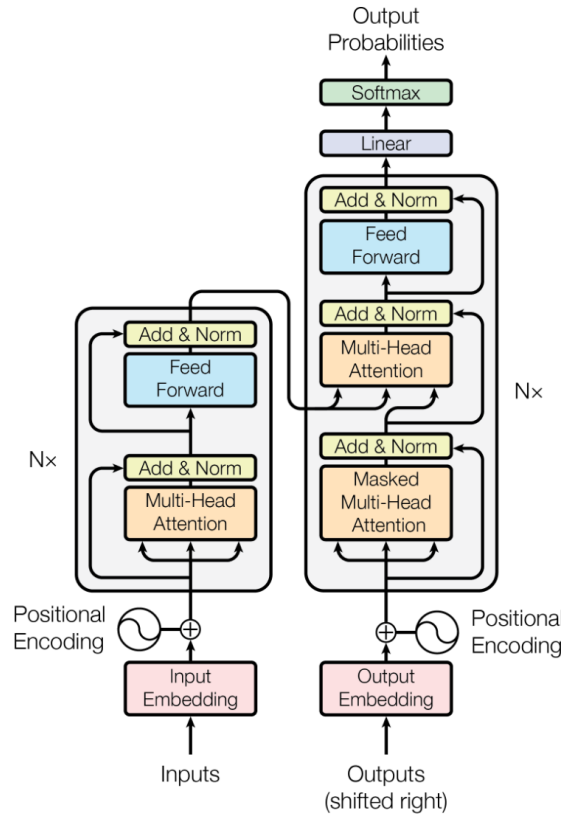 Output
Probabilities
Softmax
Linear
Add & Norm
Feed
Forward
Add & Norm
Multi-Head
Attention
Add & Norm
Masked
Multi-Head
Attention
N×
Add & Norm
Feed
Forward
Add & Norm
Multi-Head
Attention
N×
Positional
Encoding
Positional
Encoding
Input
Embedding
Output
Embedding
Inputs
Outputs
(shifted right)